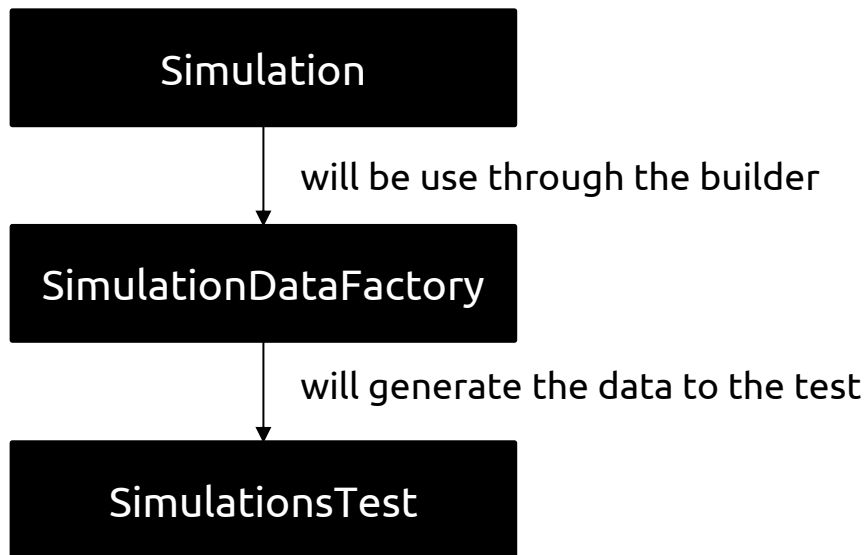 Simulation
will be use through the builder
SimulationDataFactory
will generate the data to the test
SimulationsTest